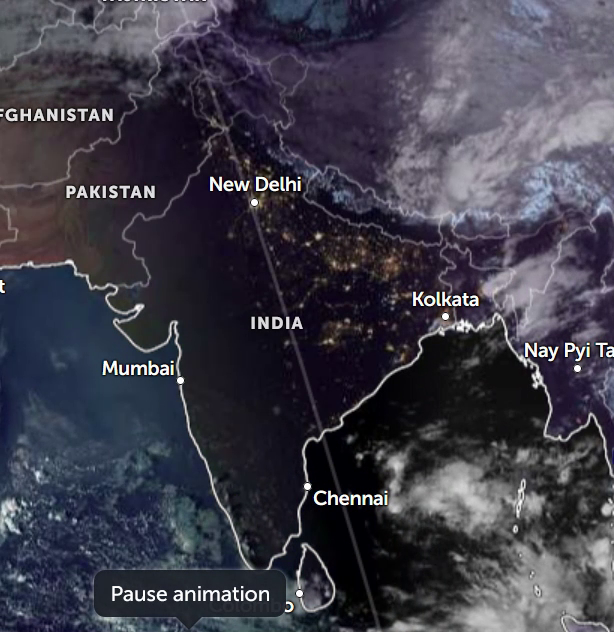 FGHANISTAN
PAKISTAN
New Delhi
Kolkata
INDIA
Nay Pyi Ta
Mumbai
Chennai
Pause animation